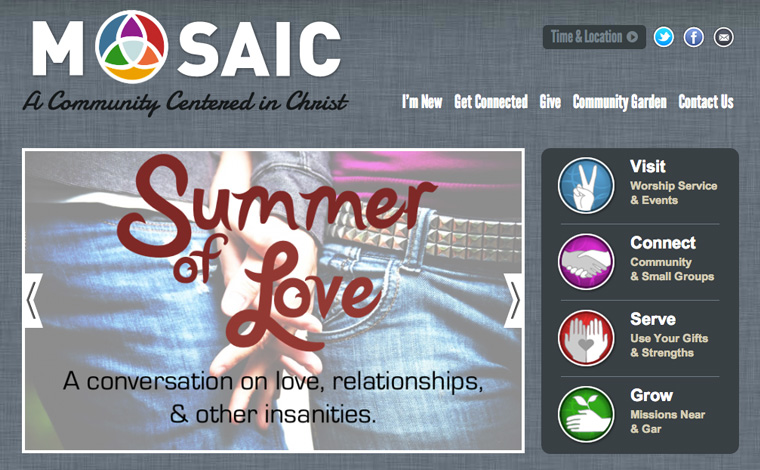 MOSAIC
A Community Centered in Christ
Time & Location
I'm New Get Connected Give Community Garden Contact Us
Summer
of Love
A conversation on love, relationships,
& other insanities.
Visit
Worship Service
& Events
Connect
Community
& Small Groups
Serve
Use Your Gifts
& Strengths
Grow
Missions Near
& Gar